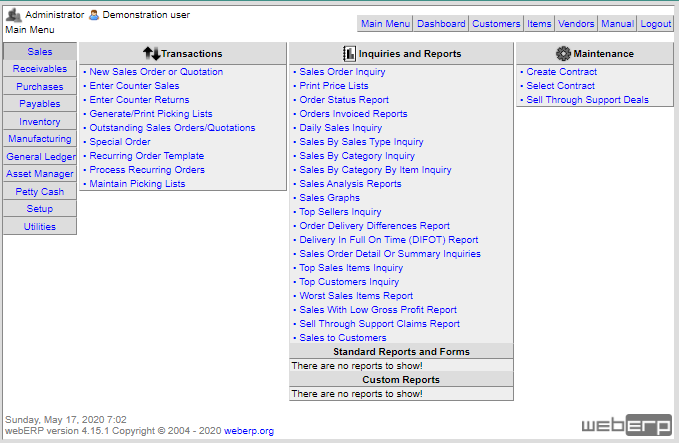 Administrator Demonstration user
Main Menu
Main Menu Dashboard Customers Items Vendors Manual Logout
Sales
Receivables
Purchases
Payables
Inventory
Manufacturing
General Ledger
Asset Manager
Petty Cash
Setup
Utilities
Transactions
• New Sales Order or Quotation
• Enter Counter Sales
• Enter Counter Returns
• Generate/Print Picking Lists
• Outstanding Sales Orders/Quotations
• Special Order
• Recurring Order Template
• Process Recurring Orders
• Maintain Picking Lists
Inquiries and Reports
• Sales Order Inquiry
• Print Price Lists
• Order Status Report
• Orders Invoiced Reports
• Daily Sales Inquiry
• Sales By Sales Type Inquiry
• Sales By Category Inquiry
• Sales By Category By Item Inquiry
• Sales Analysis Reports
• Sales Graphs
• Top Sellers Inquiry
• Order Delivery Differences Report
• Delivery In Full On Time (DIFOT) Report
• Sales Order Detail Or Summary Inquiries
• Top Sales Items Inquiry
• Top Customers Inquiry
• Worst Sales Items Report
• Sales With Low Gross Profit Report
• Sell Through Support Claims Report
• Sales to Customers
Standard Reports and Forms
There are no reports to show!
Custom Reports
There are no reports to show!
Maintenance
• Create Contract
• Select Contract
• Sell Through Support Deals
Sunday, May 17, 2020 7:02
webERP version 4.15.1 Copyright © 2004 - 2020 weberp.org
weberp